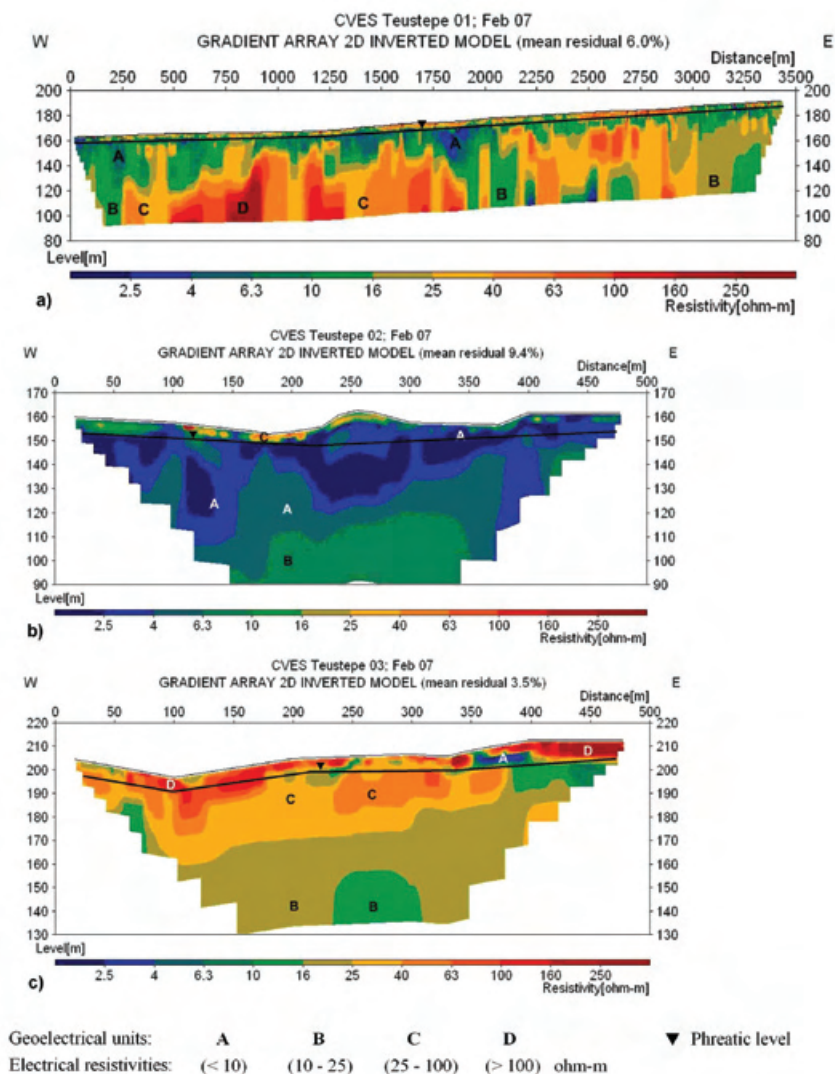 CVES Teustepe 01; Feb 07
W GRADIENT ARRAY 2D INVERTED MODEL (mean residual 6.0%) E
Distance[m]
0 250 500 750 1000 1250 1500 1750 2000 2250 2500 2750 3000 3250 3500
200 200
180 180
160 160
140 140
120 120
100 100
80 80
A A
B C D C B B
Level[m]
2.5 4 6.3 10 16 25 40 63 100 160 250
Resistivity[ohm-m]
a)
CVES Teustepe 02; Feb 07
W GRADIENT ARRAY 2D INVERTED MODEL (mean residual 9.4%) E
Distance[m]
0 50 100 150 200 250 300 350 400 450 500
170 170
160 160
150 150
140 140
130 130
120 120
110 110
100 100
90 90
C A
A A
B
Level[m]
2.5 4 6.3 10 16 25 40 63 100 160 250
Resistivity[ohm-m]
b)
CVES Teustepe 03; Feb 07
W GRADIENT ARRAY 2D INVERTED MODEL (mean residual 3.5%) E
Distance[m]
0 50 100 150 200 250 300 350 400 450 500
220 220
210 210
200 200
190 190
180 180
170 170
160 160
150 150
140 140
130 130
D C C A D
B B
Level[m]
2.5 4 6.3 10 16 25 40 63 100 160 250
Resistivity[ohm-m]
c)
Geoelectrical units: A B C D ▼ Phreatic level
Electrical resistivities: (< 10) (10 - 25) (25 - 100) (> 100) ohm-m